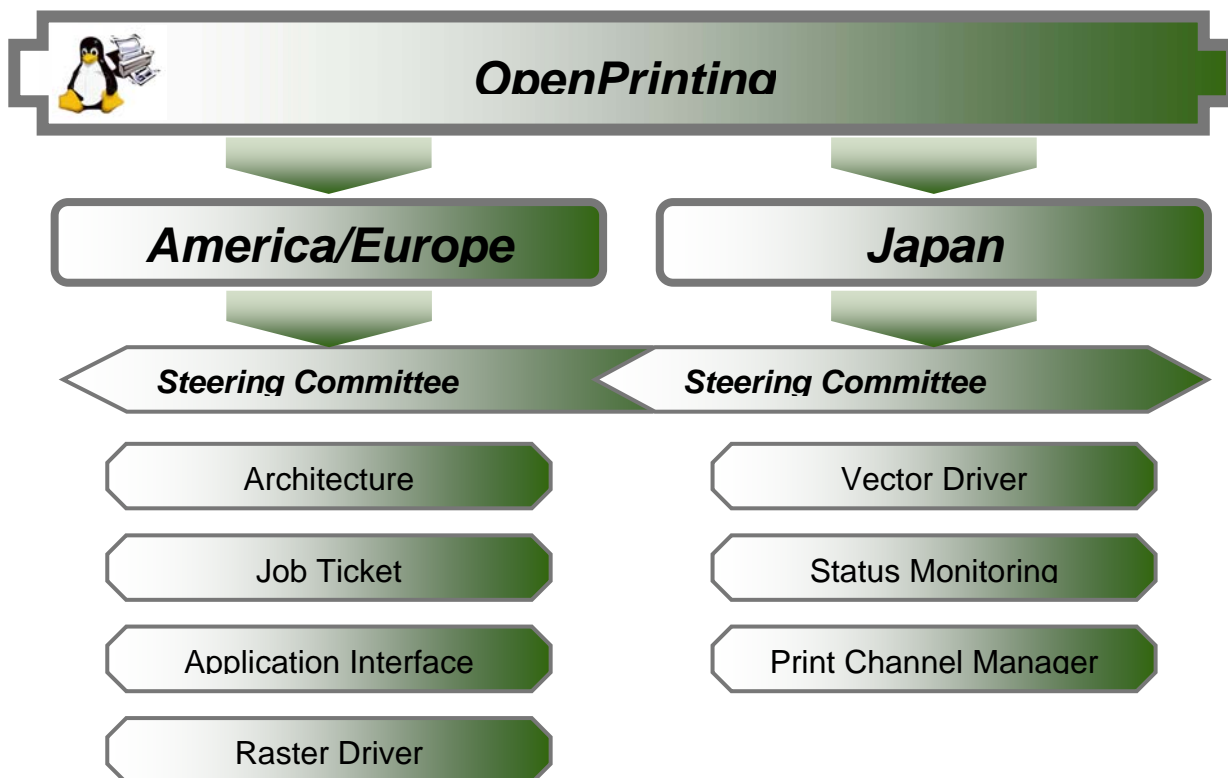 OpenPrinting
America/Europe
Japan
Steering Committee
Steering Committee
Architecture
Job Ticket
Application Interface
Raster Driver
Vector Driver
Status Monitoring
Print Channel Manager